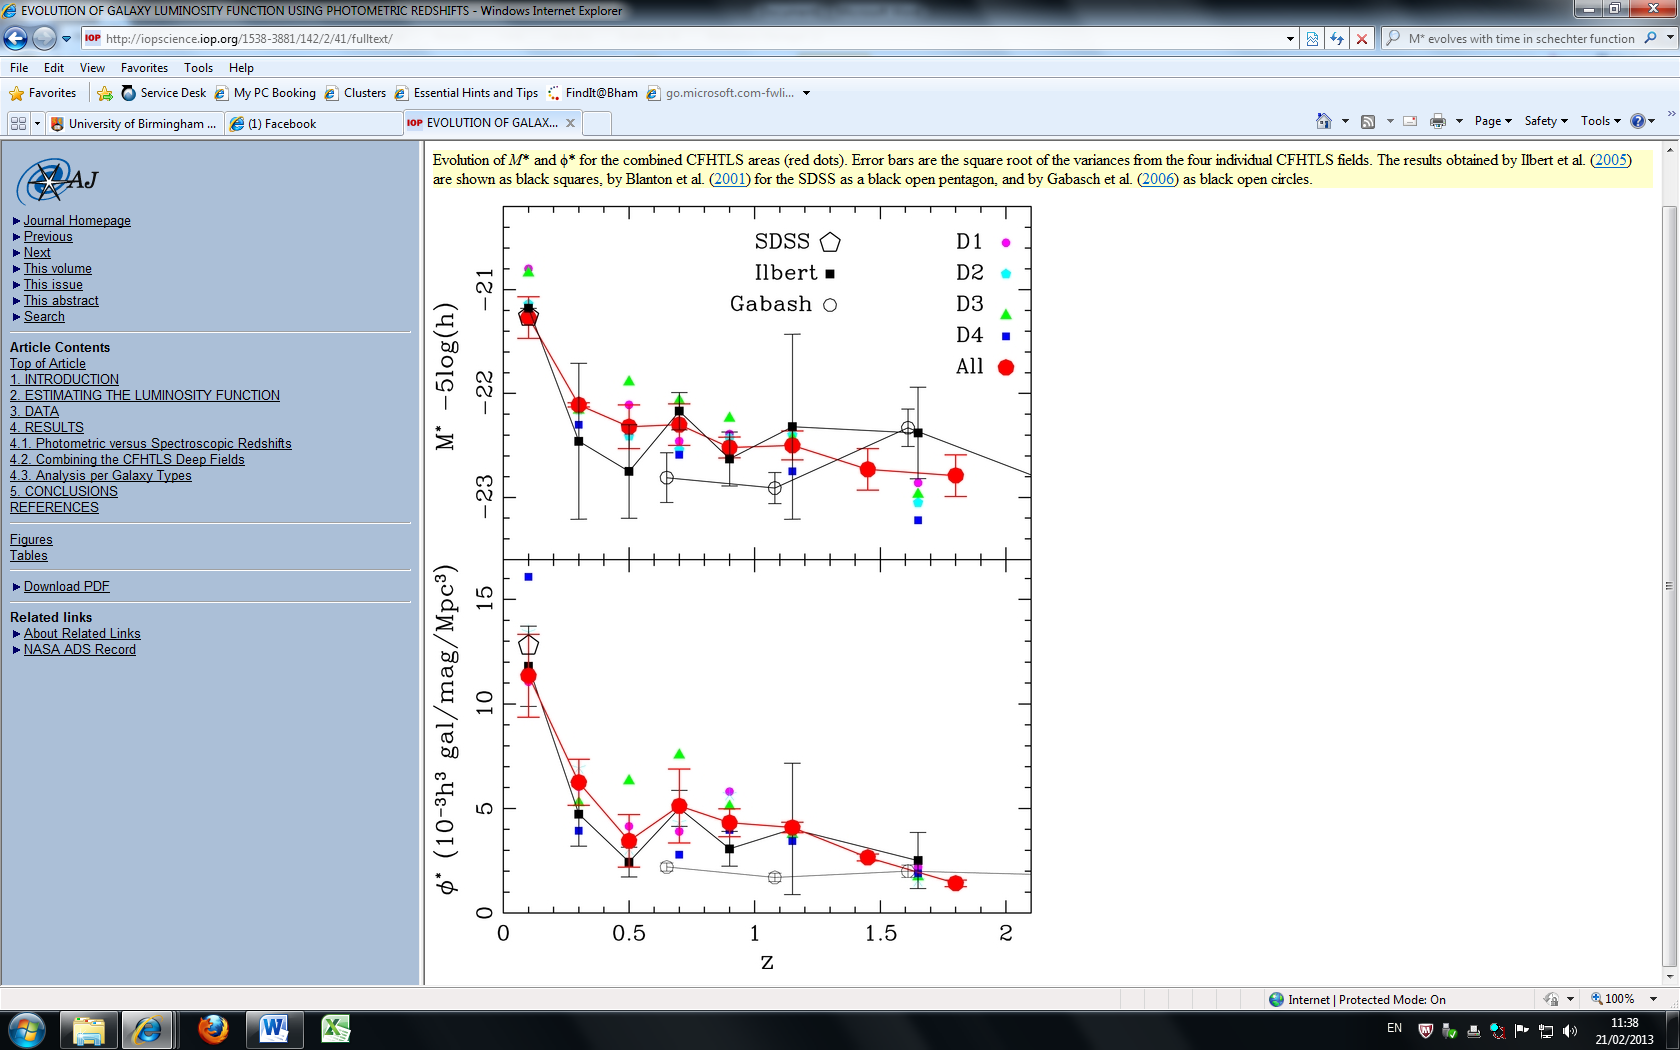 EVOLUTION OF GALAXY LUMINOSITY FUNCTION USING PHOTOMETRIC REDSHIFTS - Windows Internet Explorer
IOP http://iopscience.iop.org/1538-3881/142/2/41/fulltext/
M* evolves with time in schechter function
File Edit View Favorites Tools Help
Favorites Service Desk My PC Booking Clusters Essential Hints and Tips FindIt@Bham go.microsoft.com-fwli...
University of Birmingham ... (1) Facebook IOP EVOLUTION OF GALAX... Page Safety Tools
AJ
Journal Homepage
Previous
Next
This volume
This issue
This abstract
Search
Article Contents
Top of Article
1. INTRODUCTION
2. ESTIMATING THE LUMINOSITY FUNCTION
3. DATA
4. RESULTS
4.1. Photometric versus Spectroscopic Redshifts
4.2. Combining the CFHTLS Deep Fields
4.3. Analysis per Galaxy Types
5. CONCLUSIONS
REFERENCES
Figures
Tables
Download PDF
Related links
About Related Links
NASA ADS Record
Evolution of M* and ϕ* for the combined CFHTLS areas (red dots). Error bars are the square root of the variances from the four individual CFHTLS fields. The results obtained by Ilbert et al. (2005)
are shown as black squares, by Blanton et al. (2001) for the SDSS as a black open pentagon, and by Gabasch et al. (2006) as black open circles.
SDSS
Ilbert
Gabash
D1
D2
D3
D4
All
M* -5log(h)
-21
-22
-23
ϕ* (10⁻³h³ gal/mag/Mpc³)
15
10
5
0
0 0.5 1 1.5 2
z
Internet | Protected Mode: On 100%
EN 11:38
21/02/2013